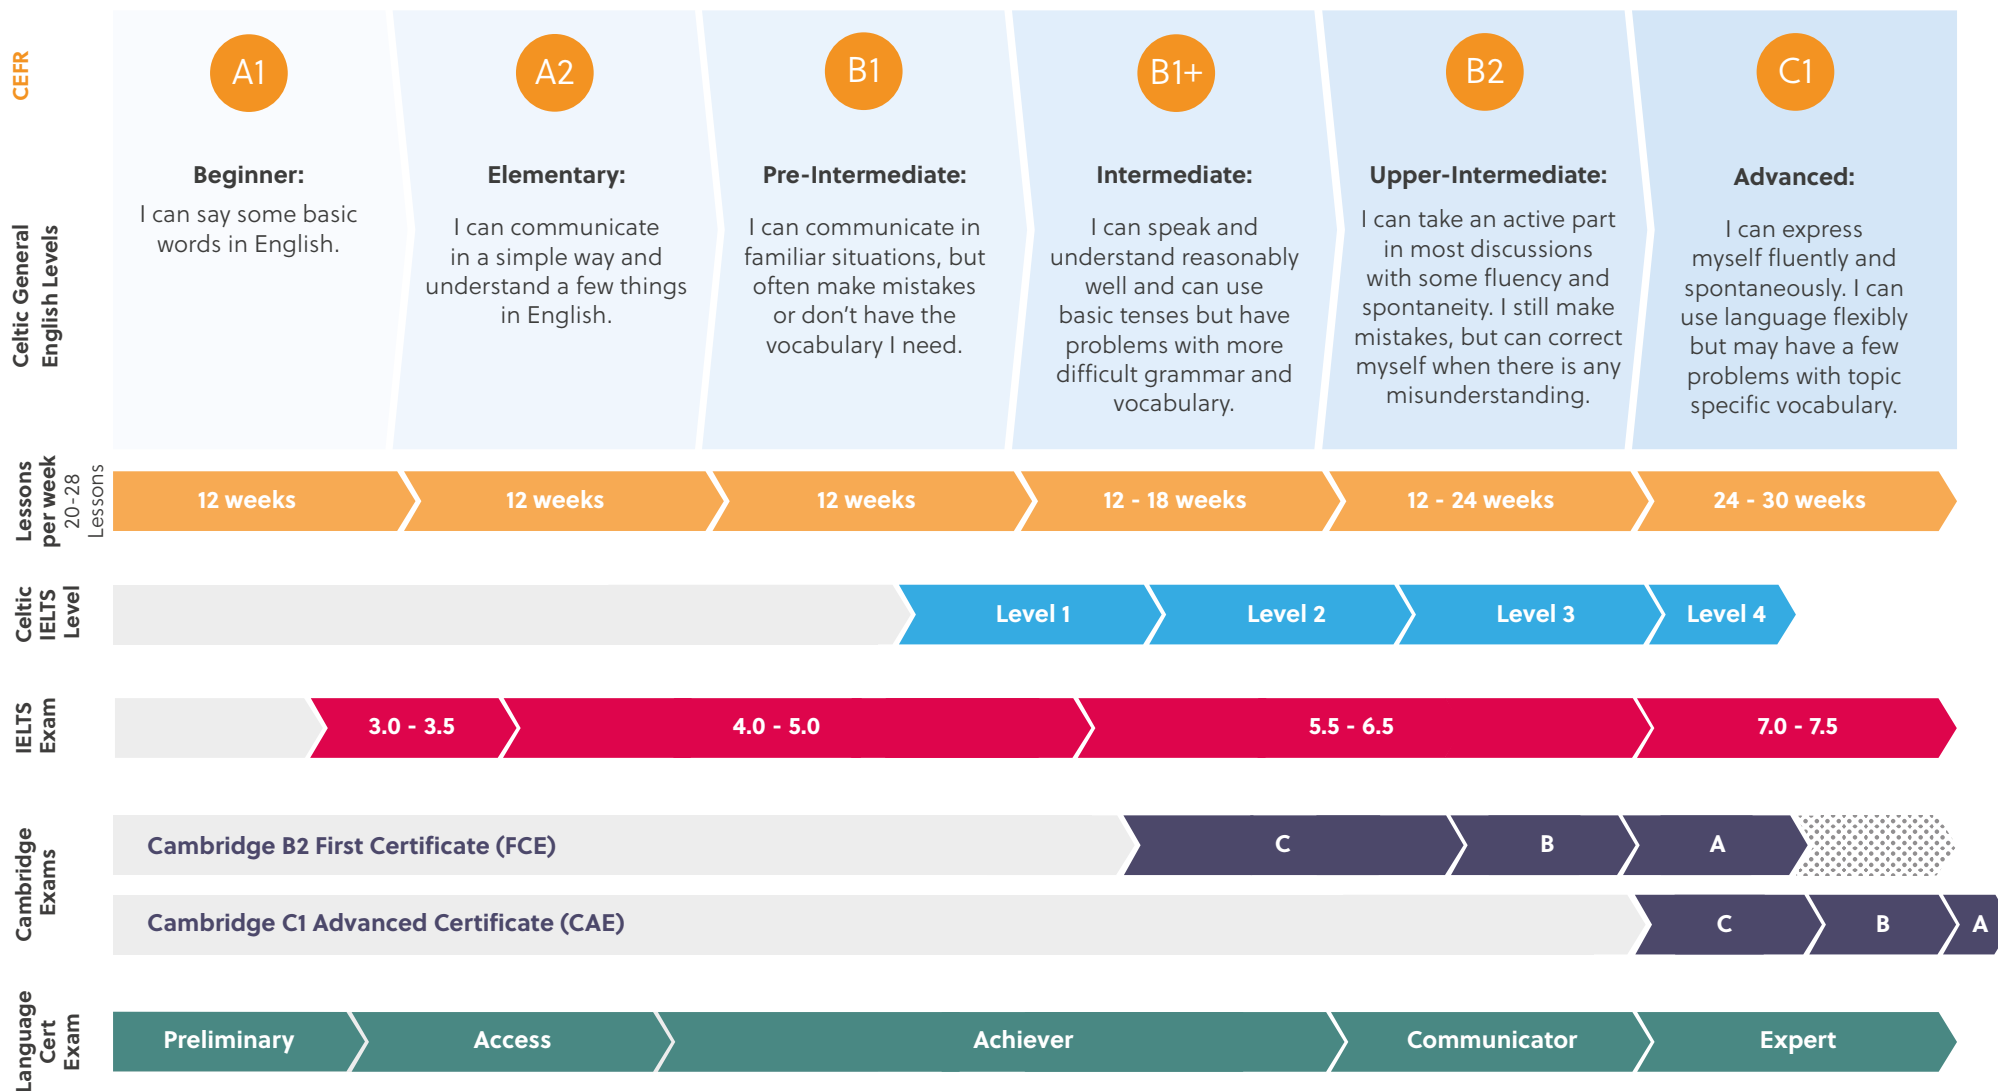 CEFR
A1
A2
B1
B1+
B2
C1
Celtic General
English Levels
Beginner:
I can say some basic
words in English.
Elementary:
I can communicate
in a simple way and
understand a few things
in English.
Pre-Intermediate:
I can communicate in
familiar situations, but
often make mistakes
or don’t have the
vocabulary I need.
Intermediate:
I can speak and
understand reasonably
well and can use
basic tenses but have
problems with more
difficult grammar and
vocabulary.
Upper-Intermediate:
I can take an active part
in most discussions
with some fluency and
spontaneity. I still make
mistakes, but can correct
myself when there is any
misunderstanding.
Advanced:
I can express
myself fluently and
spontaneously. I can
use language flexibly
but may have a few
problems with topic
specific vocabulary.
Lessons
per week
20-28
Lessons
12 weeks
12 weeks
12 weeks
12 - 18 weeks
12 - 24 weeks
24 - 30 weeks
Celtic
IELTS
Level
Level 1
Level 2
Level 3
Level 4
IELTS
Exam
3.0 - 3.5
4.0 - 5.0
5.5 - 6.5
7.0 - 7.5
Cambridge
Exams
Cambridge B2 First Certificate (FCE)
C
B
A
Cambridge C1 Advanced Certificate (CAE)
C
B
A
Language
Cert
Exam
Preliminary
Access
Achiever
Communicator
Expert